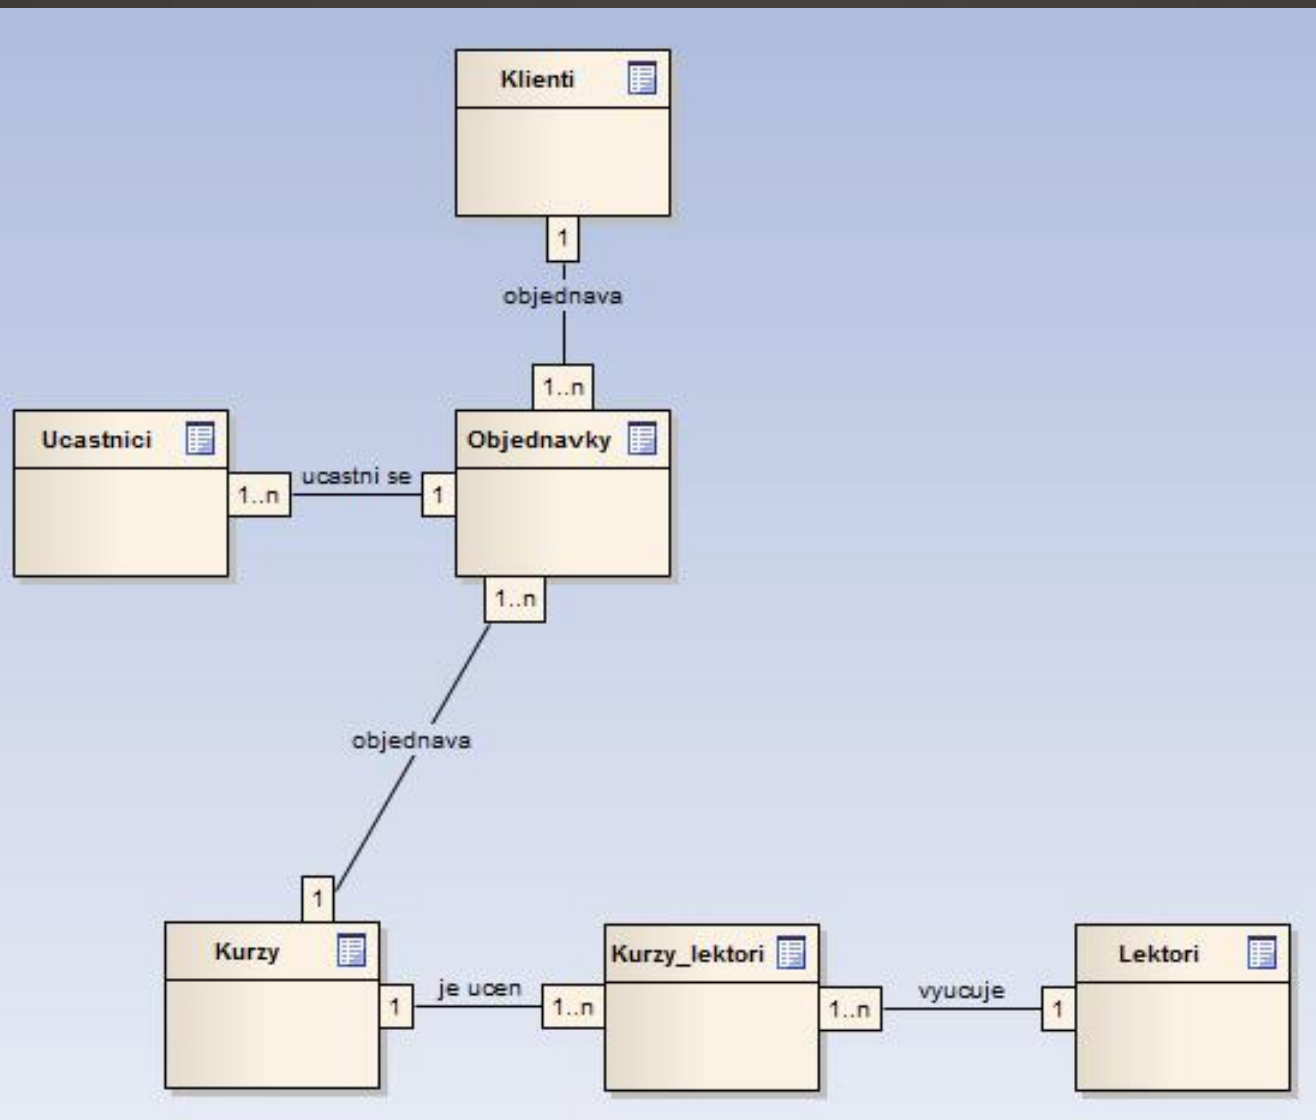 Klienti
1
objednava
1..n
Ucastnici
Objednavky
1..n
ucastni se
1
1..n
objednava
1
Kurzy
Kurzy_lektori
Lektori
1
je ucen
1..n
1..n
vyucuje
1